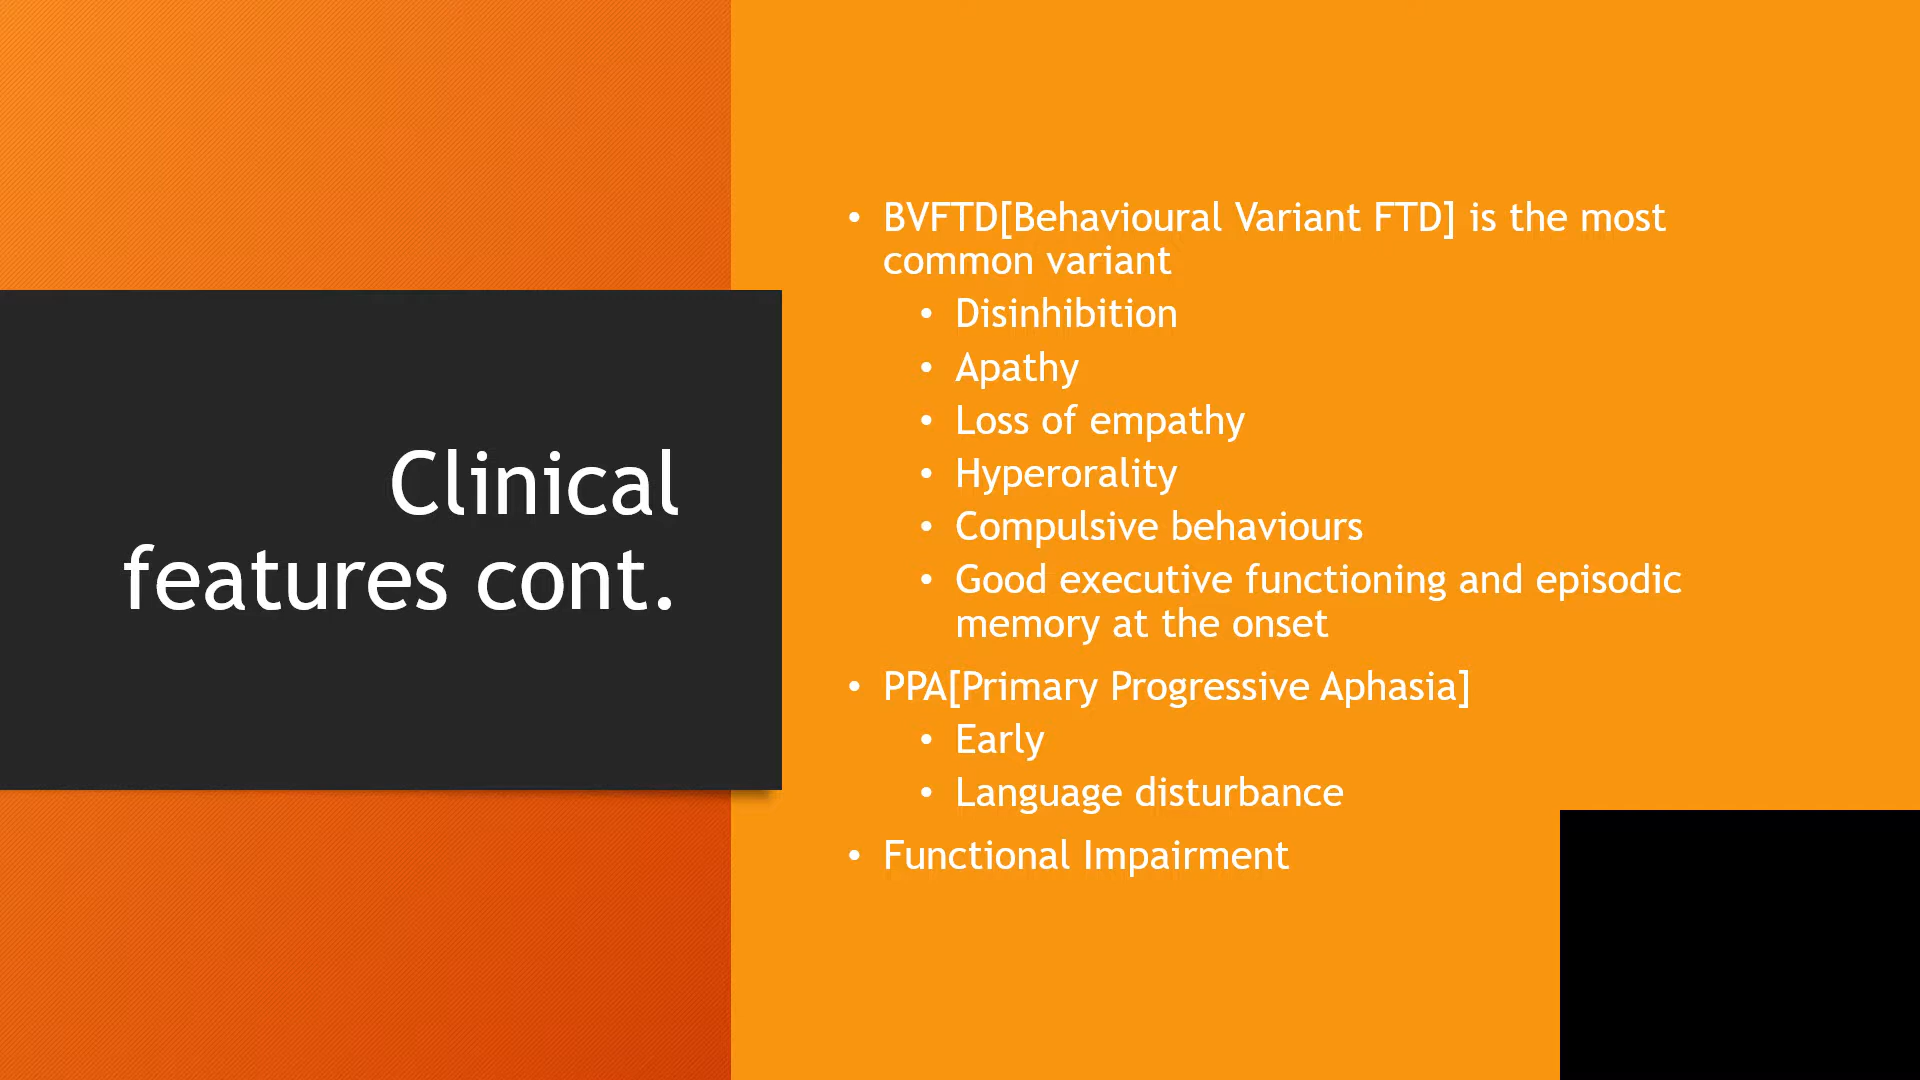 Clinical
features cont.
• BVFTD[Behavioural Variant FTD] is the most
common variant
• Disinhibition
• Apathy
• Loss of empathy
• Hyperorality
• Compulsive behaviours
• Good executive functioning and episodic
memory at the onset
• PPA[Primary Progressive Aphasia]
• Early
• Language disturbance
• Functional Impairment